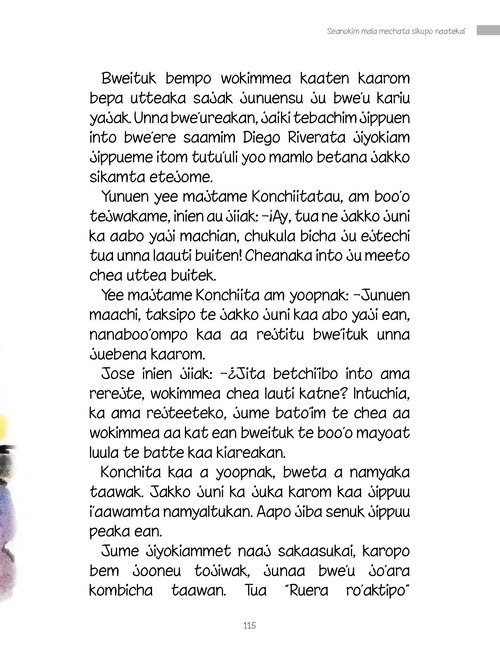 Seanokim mala mechata sikupo naatekai
Bweituk bempo wokimmea kaaten kaarom
bepa utteaka sajak junuensu ju bwe'u kariu
yajak. Unna bwe'ureakan, jaiki tebachim jippuen
into bwe'ere saamim Diego Riverata jiyokiam
jippueme itom tutu'uli yoo mamlo betana jakko
sikamta etejome.
Yunuen yee majtame Konchiitatau, am boo'o
tejwakame, inien au jiiak: –¡Ay, tua ne jakko juni
ka aabo yaji machian, chukula bicha ju ejtechi
tua unna laauti buiten! Cheanaka into ju meeto
chea uttea buitek.
Yee majtame Konchiita am yoopnak: –Junuen
maachi, taksipo te jakko juni kaa abo yaji ean,
nanaboo'ompo kaa aa rejtitu bwe'ituk unna
juebena kaarom.
Jose inien jiiak: –¿Jita betchi'ibo into ama
rerejte, wokimmea chea lauti katne? Intuchia,
ka ama rejteeteko, jume bato'im te chea aa
wokimmea aa kat ean bweituk te boo'o mayoat
luula te batte kaa kiareakan.
Konchita kaa a yoopnak, bweta a namyaka
taawak. Jakko juni ka juka karom kaa jippuu
i'aawamta namyaltukan. Aapo jiba senuk jippuu
peaka ean.
Jume jiyokiammet naaj sakaasukai, karopo
bem jooneu tojiwak, junaa bwe'u jo'ara
kombicha taawan. Tua "Ruera ro'aktipo"
115